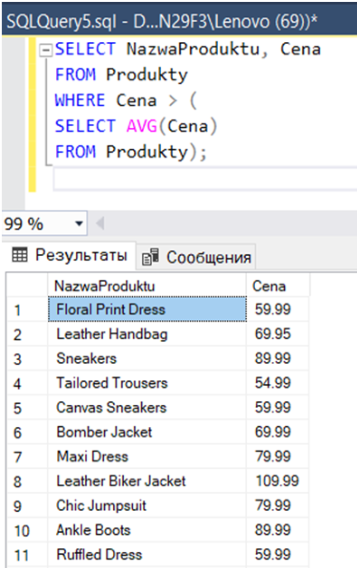 SQLQuery5.sql - D...N29F3\Lenovo (69))*
SELECT NazwaProduktu, Cena
FROM Produkty
WHERE Cena > (
SELECT AVG(Cena)
FROM Produkty);
99 %
Результаты Сообщения
NazwaProduktu Cena
1 Floral Print Dress 59.99
2 Leather Handbag 69.95
3 Sneakers 89.99
4 Tailored Trousers 54.99
5 Canvas Sneakers 59.99
6 Bomber Jacket 69.99
7 Maxi Dress 79.99
8 Leather Biker Jacket 109.99
9 Chic Jumpsuit 79.99
10 Ankle Boots 89.99
11 Ruffled Dress 59.99